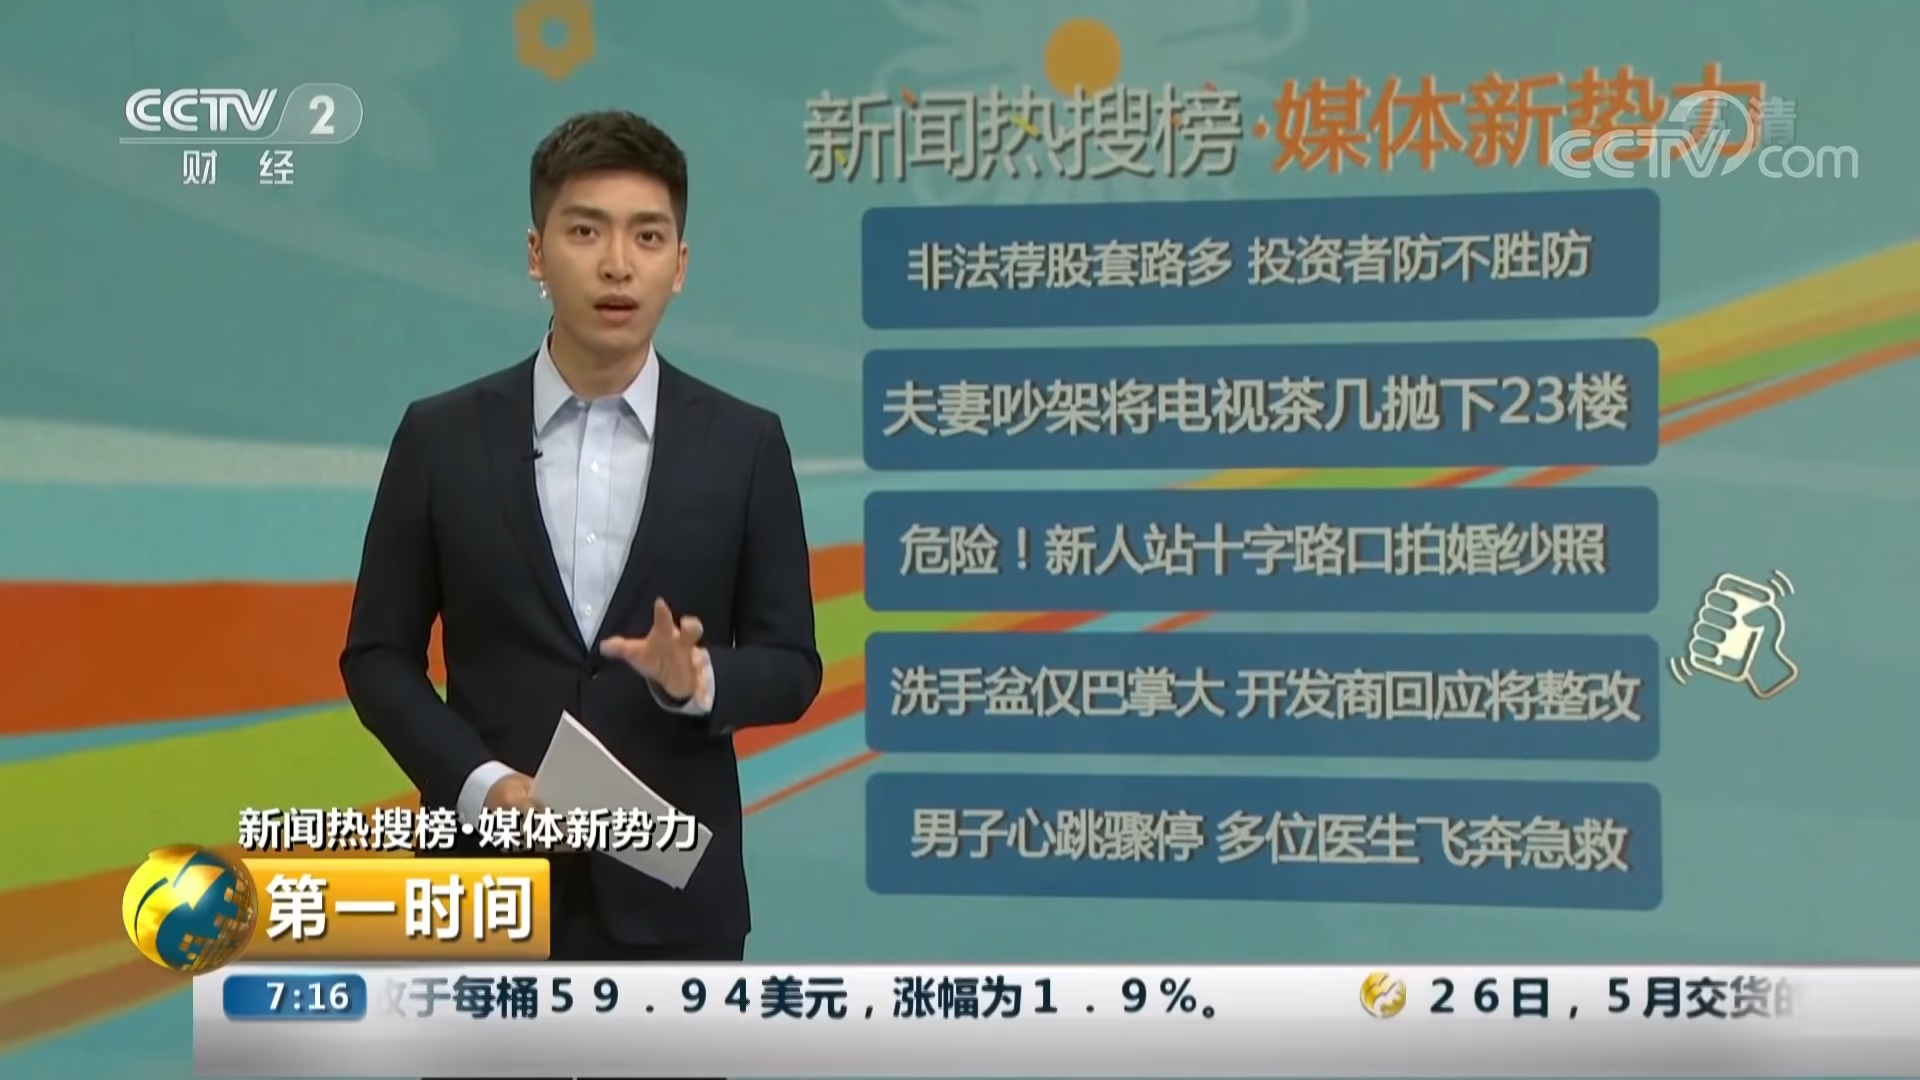 CCTV 2
财 经
高清
CCTV.com
新闻热搜榜·媒体新势力
非法荐股套路多 投资者防不胜防
夫妻吵架将电视茶几抛下23楼
危险！新人站十字路口拍婚纱照
洗手盆仅巴掌大 开发商回应将整改
男子心跳骤停 多位医生飞奔急救
新闻热搜榜·媒体新势力
第一时间
7:16 收于每桶59.94美元，涨幅为1.9%。 26日，5月交货的